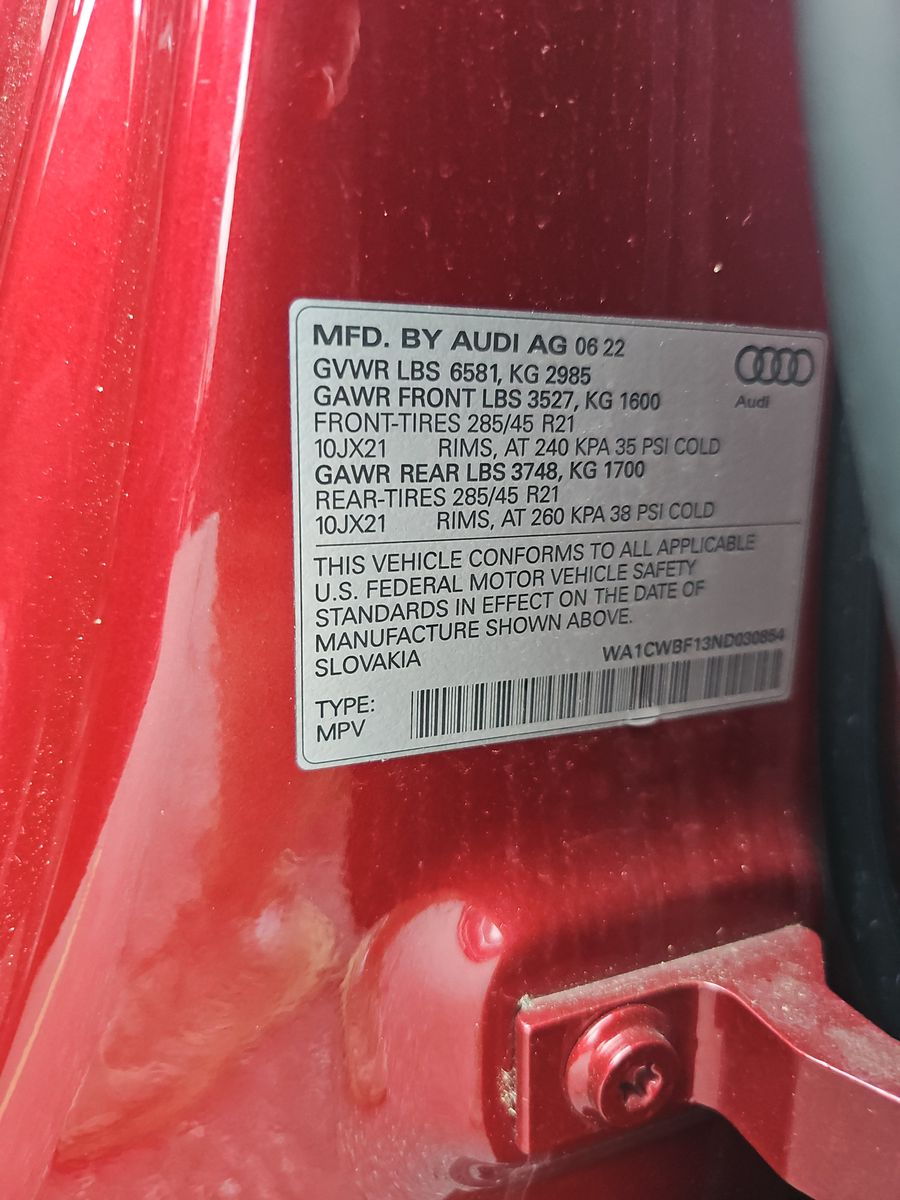 MFD. BY AUDI AG 06 22
GVWR LBS 6581, KG 2985
GAWR FRONT LBS 3527, KG 1600
FRONT-TIRES 285/45 R21
10JX21 RIMS, AT 240 KPA 35 PSI COLD
GAWR REAR LBS 3748, KG 1700
REAR-TIRES 285/45 R21
10JX21 RIMS, AT 260 KPA 38 PSI COLD
Audi
THIS VEHICLE CONFORMS TO ALL APPLICABLE
U.S. FEDERAL MOTOR VEHICLE SAFETY
STANDARDS IN EFFECT ON THE DATE OF
MANUFACTURE SHOWN ABOVE.
SLOVAKIA
WA1CWBF13ND030854
TYPE:
MPV